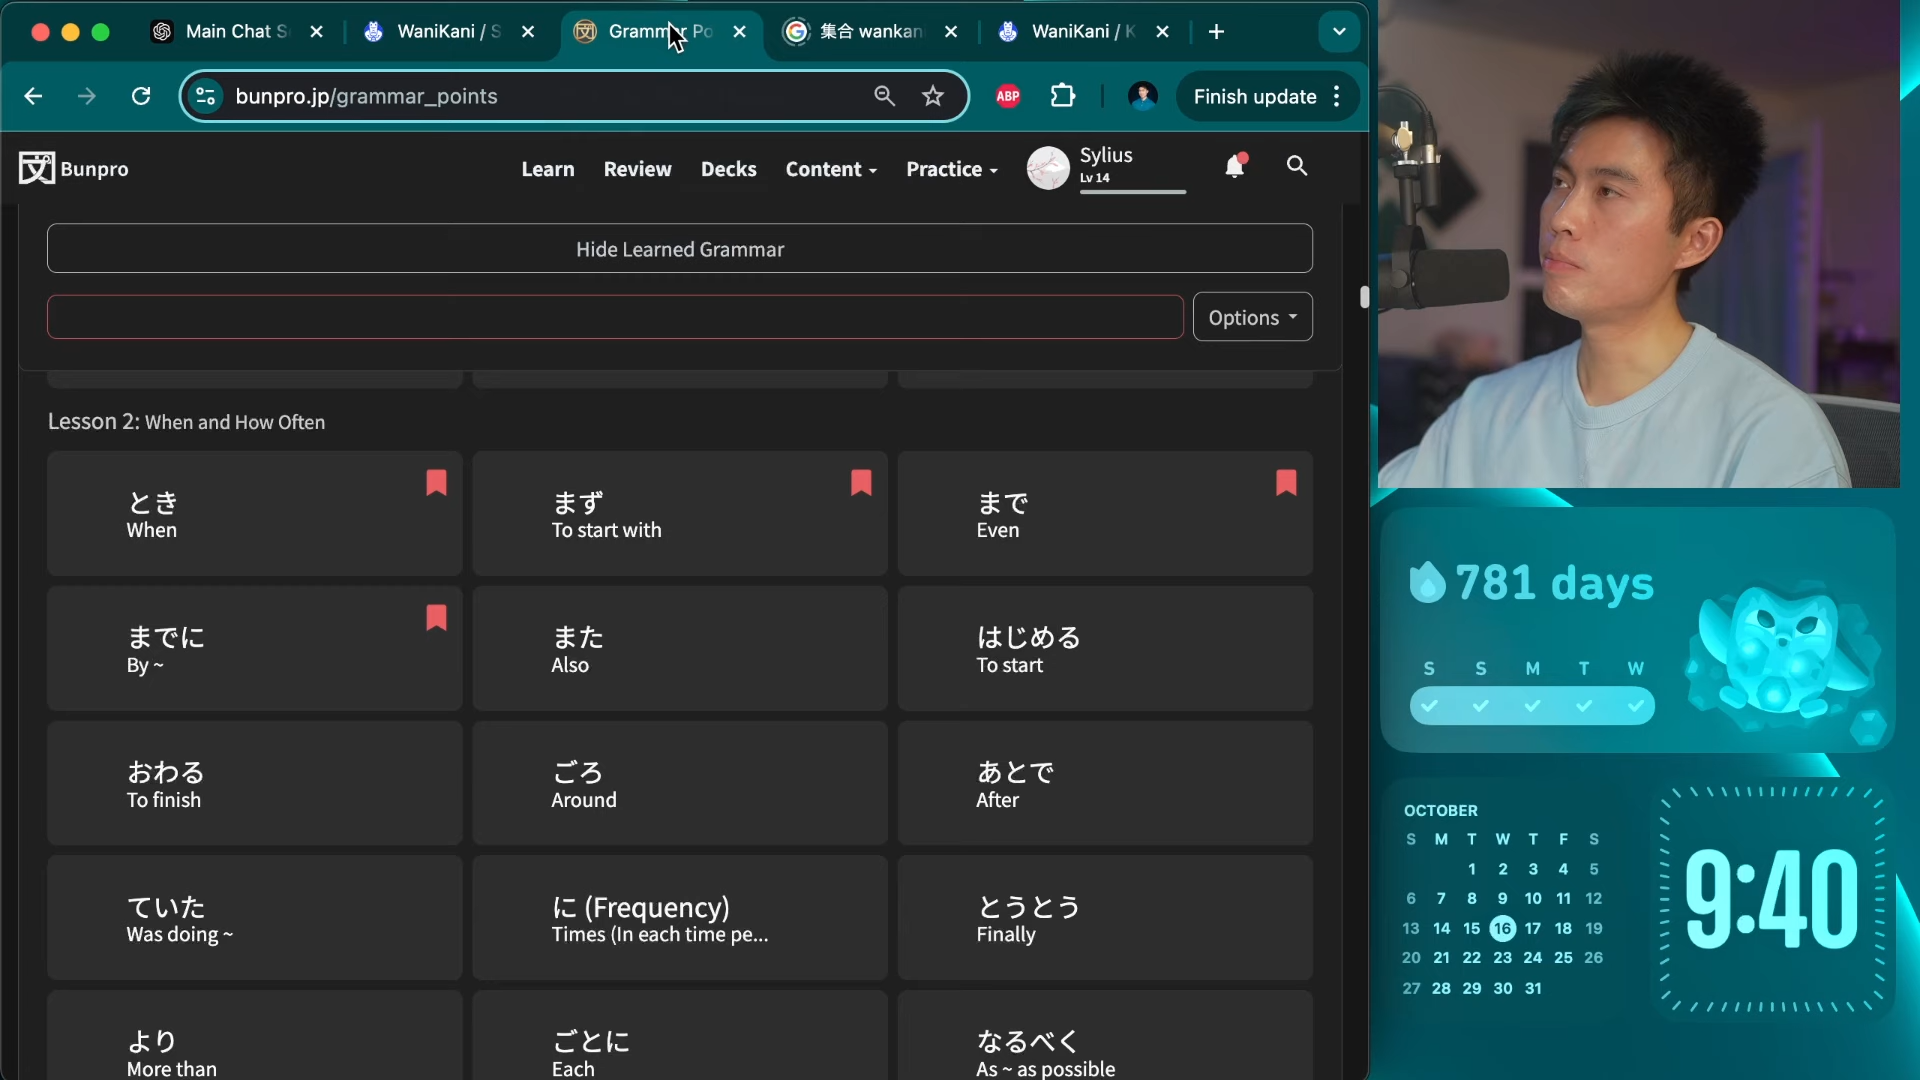 Main Chat S
WaniKani / S
Grammar Po
集合 wankan
WaniKani / K
bunpro.jp/grammar_points
ABP
Finish update
文 Bunpro
Learn
Review
Decks
Content
Practice
Sylius
Lv 14
Hide Learned Grammar
Options
Lesson 2: When and How Often
とき
When
まず
To start with
まで
Even
までに
By ~
また
Also
はじめる
To start
おわる
To finish
ごろ
Around
あとで
After
ていた
Was doing ~
に (Frequency)
Times (In each time pe...
とうとう
Finally
より
More than
ごとに
Each
なるべく
As ~ as possible
781 days
S S M T W
OCTOBER
S M T W T F S
1 2 3 4 5
6 7 8 9 10 11 12
13 14 15 16 17 18 19
20 21 22 23 24 25 26
27 28 29 30 31
9:40